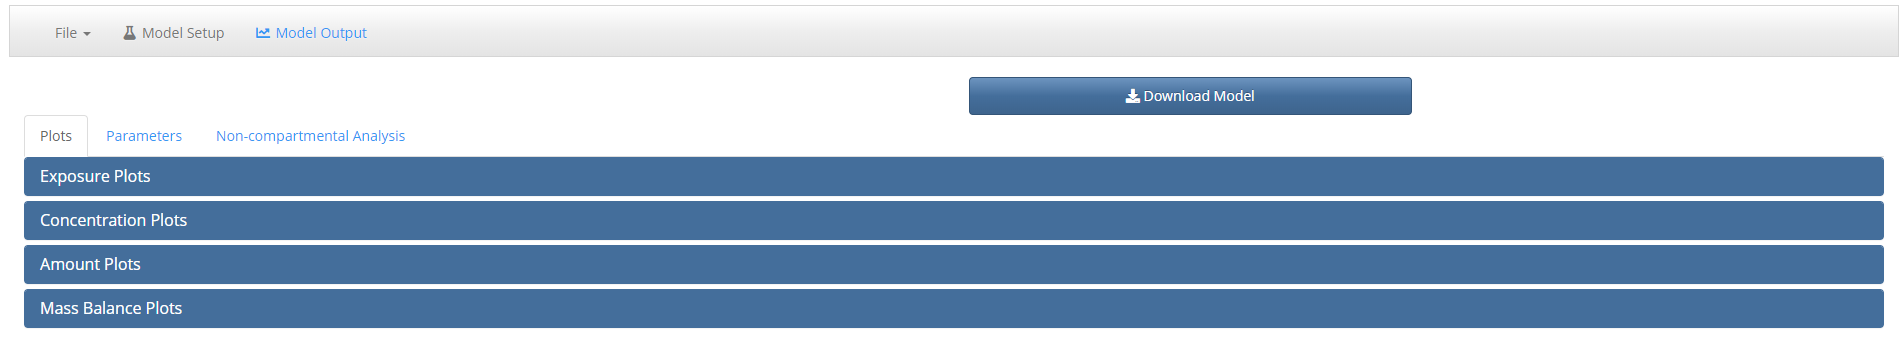 File Model Setup Model Output
Download Model
Plots Parameters Non-compartmental Analysis
Exposure Plots
Concentration Plots
Amount Plots
Mass Balance Plots